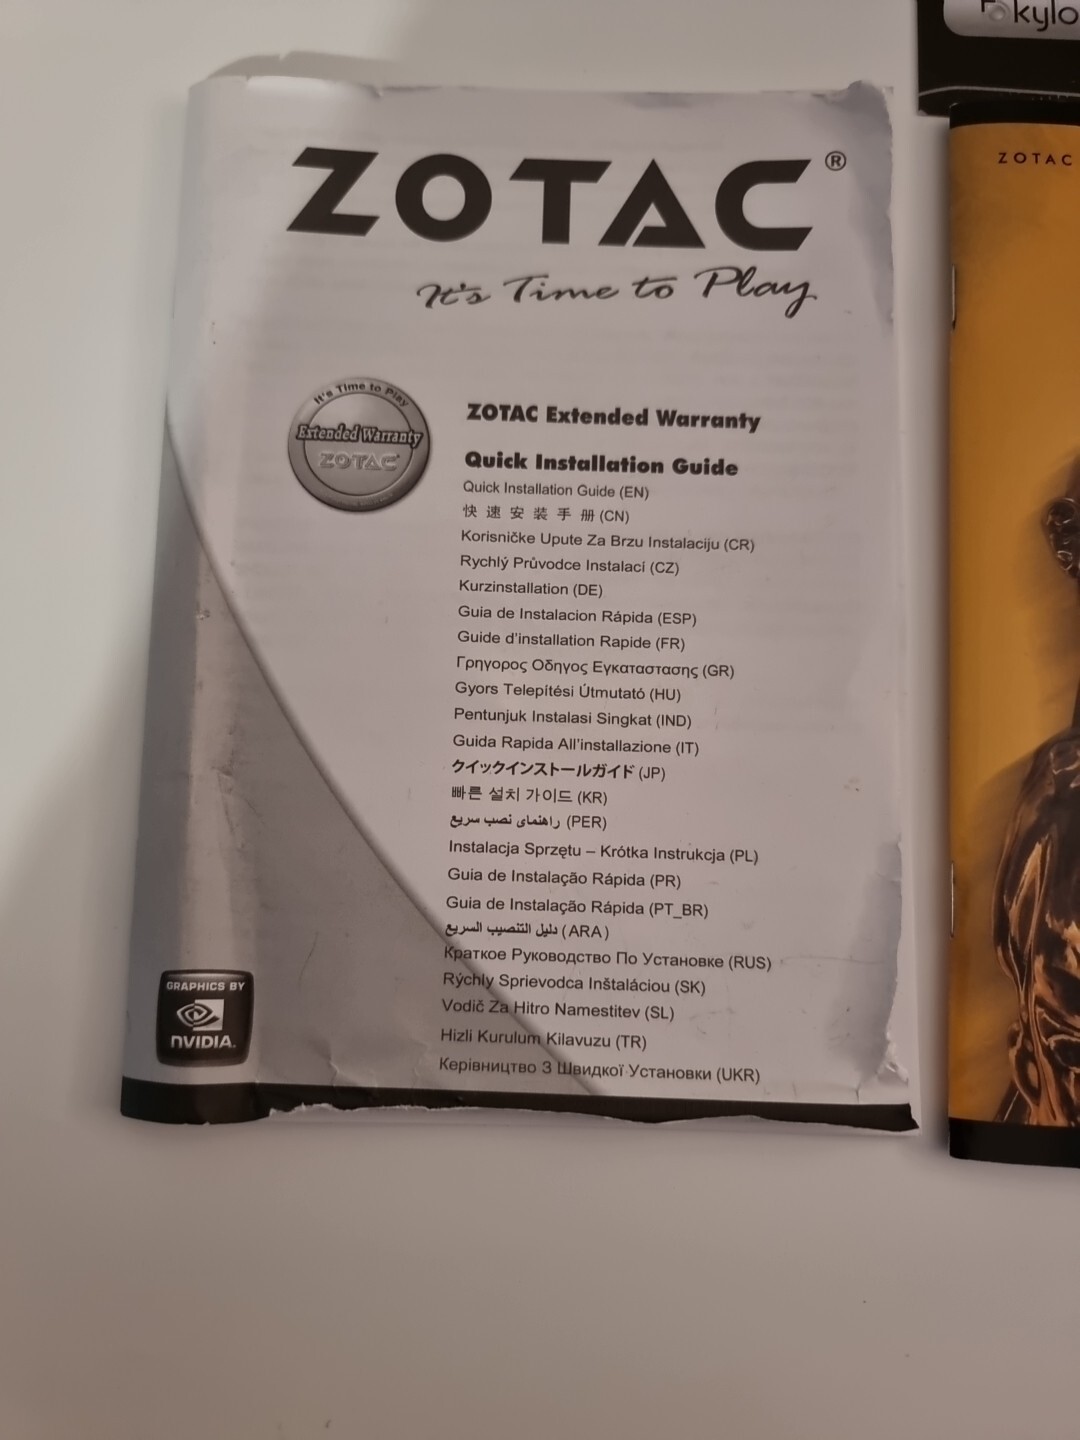 kylo
ZOTAC®
It's Time to Play
ZOTAC
It's Time to Play
Extended Warranty
ZOTAC
ZOTAC Extended Warranty
Quick Installation Guide
Quick Installation Guide (EN)
快速安装手册 (CN)
Korisničke Upute Za Brzu Instalaciju (CR)
Rychlý Průvodce Instalací (CZ)
Kurzinstallation (DE)
Guia de Instalacion Rápida (ESP)
Guide d'installation Rapide (FR)
Γρηγορος Οδηγος Εγκαταστασης (GR)
Gyors Telepítési Útmutató (HU)
Pentunjuk Instalasi Singkat (IND)
Guida Rapida All'installazione (IT)
クイックインストールガイド (JP)
빠른 설치 가이드 (KR)
راهنمای نصب سریع (PER)
Instalacja Sprzętu – Krótka Instrukcja (PL)
Guia de Instalação Rápida (PR)
Guia de Instalação Rápida (PT_BR)
دليل التنصيب السريع (ARA)
Краткое Руководство По Установке (RUS)
Rýchly Sprievodca Inštaláciou (SK)
Vodič Za Hitro Namestitev (SL)
Hizli Kurulum Kilavuzu (TR)
Керівництво З Швидкої Установки (UKR)
GRAPHICS BY
NVIDIA.